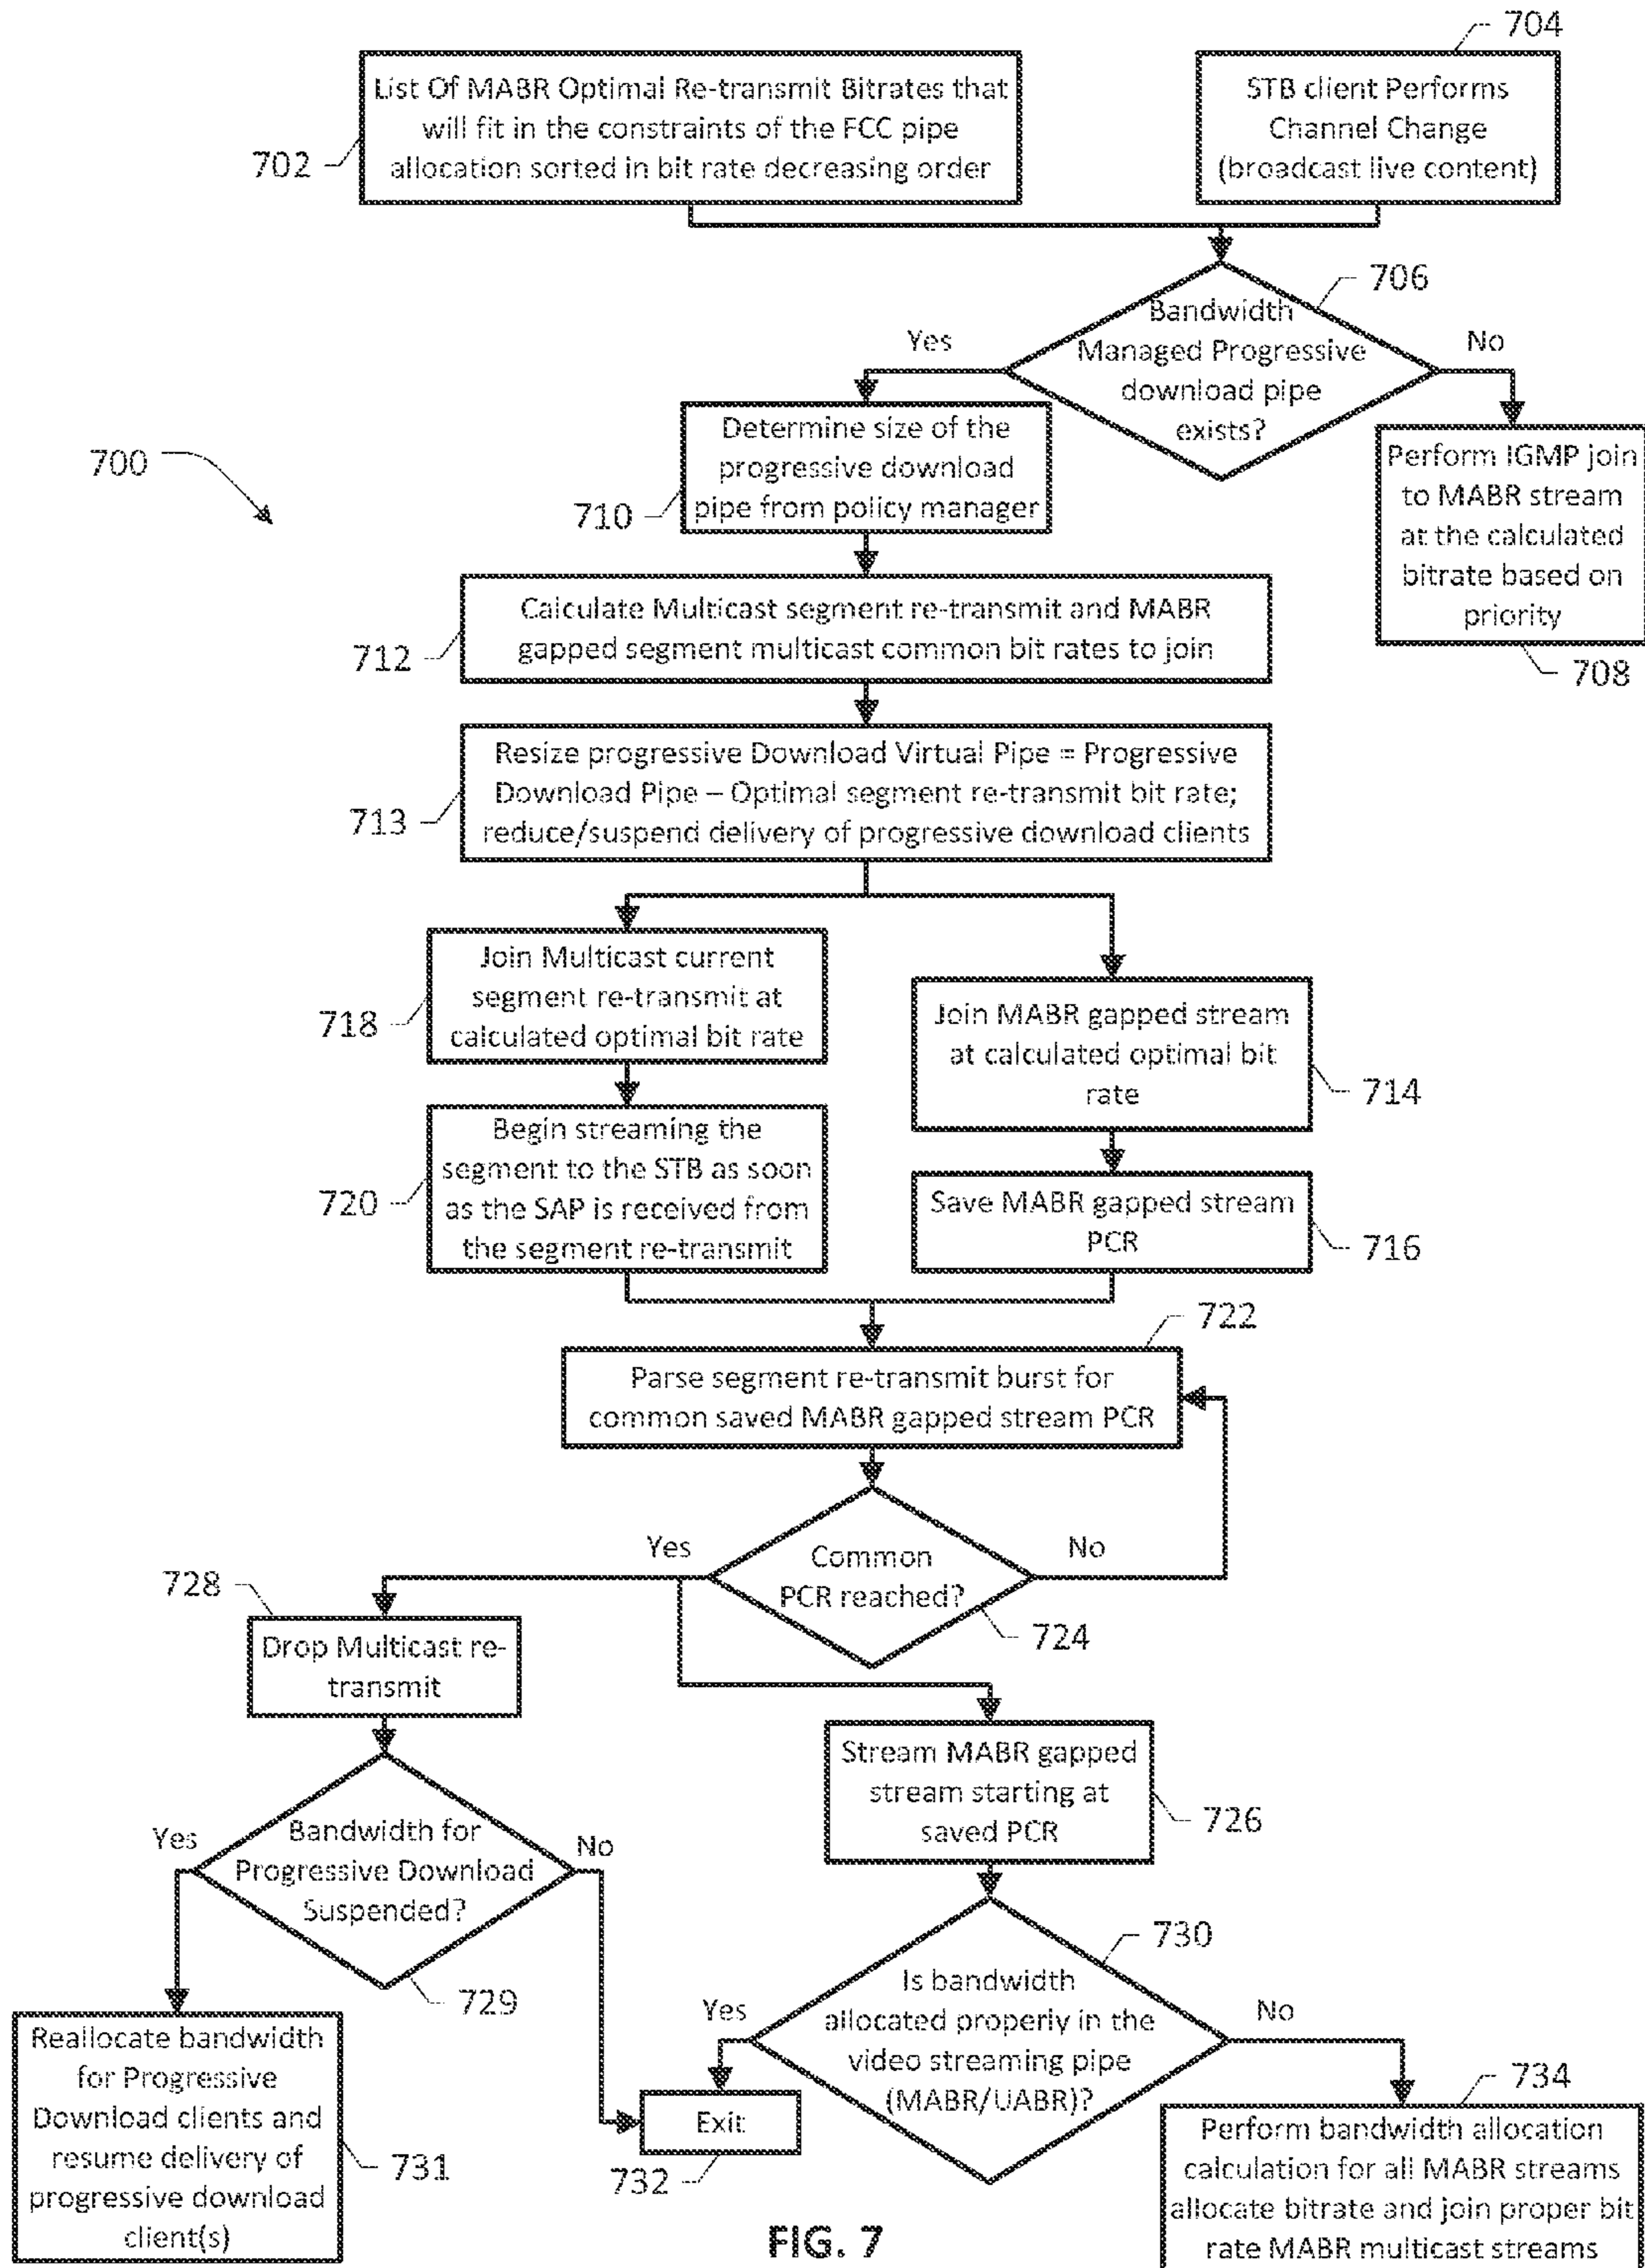 704
List Of MABR Optimal Re-transmit Bitrates that
will fit in the constraints of the FCC pipe
allocation sorted in bit rate decreasing order
702
STB client Performs
Channel Change
(broadcast live content)
706
Bandwidth
Managed Progressive
download pipe
exists?
Yes
No
700
Determine size of the
progressive download
pipe from policy manager
710
Perform IGMP join
to MABR stream
at the calculated
bitrate based on
priority
708
Calculate Multicast segment re-transmit and MABR
gapped segment multicast common bit rates to join
712
Resize progressive Download Virtual Pipe = Progressive
Download Pipe – Optimal segment re-transmit bit rate;
reduce/suspend delivery of progressive download clients
713
Join Multicast current
segment re-transmit at
calculated optimal bit rate
718
Join MABR gapped stream
at calculated optimal bit
rate
714
Begin streaming the
segment to the STB as soon
as the SAP is received from
the segment re-transmit
720
Save MABR gapped stream
PCR
716
722
Parse segment re-transmit burst for
common saved MABR gapped stream PCR
Yes
Common
PCR reached?
No
724
728
Drop Multicast re-
transmit
Stream MABR gapped
stream starting at
saved PCR
726
Yes
Bandwidth for
Progressive Download
Suspended?
No
729
730
Yes
Is bandwidth
allocated properly in the
video streaming pipe
(MABR/UABR)?
No
Reallocate bandwidth
for Progressive
Download clients and
resume delivery of
progressive download
client(s)
731
Exit
732
734
Perform bandwidth allocation
calculation for all MABR streams
allocate bitrate and join proper bit
rate MABR multicast streams
FIG. 7